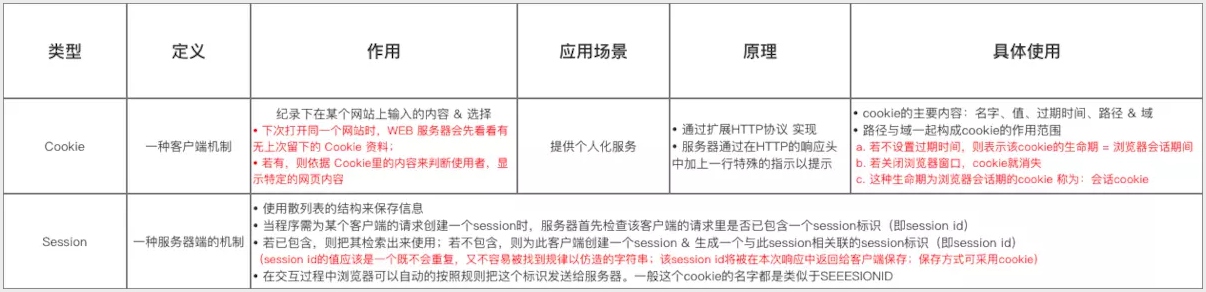 类型 定义 作用 应用场景 原理 具体使用
Cookie
一种客户端机制
纪录下在某个网站上输入的内容 & 选择
• 下次打开同一个网站时，WEB 服务器会先看看有
无上次留下的 Cookie 资料；
• 若有，则依据 Cookie里的内容来判断使用者，显
示特定的网页内容
提供个人化服务
• 通过扩展HTTP协议 实现
• 服务器通过在HTTP的响应头
中加上一行特殊的指示以提示
• cookie的主要内容：名字、值、过期时间、路径 & 域
• 路径与域一起构成cookie的作用范围
a. 若不设置过期时间，则表示该cookie的生命期 = 浏览器会话期间
b. 若关闭浏览器窗口，cookie就消失
c. 这种生命期为浏览器会话期的cookie 称为：会话cookie
Session
一种服务器端的机制
• 使用散列表的结构来保存信息
• 当程序需为某个客户端的请求创建一个session时，服务器首先检查该客户端的请求里是否已包含一个session标识（即session id）
• 若已包含，则把其检索出来使用；若不包含，则为此客户端创建一个session & 生成一个与此session相关联的session标识（即session id）
（session id的值应该是一个既不会重复，又不容易被找到规律以仿造的字符串；该session id将被在本次响应中返回给客户端保存；保存方式可采用cookie）
• 在交互过程中浏览器可以自动的按照规则把这个标识发送给服务器。一般这个cookie的名字都是类似于SEEESIONID